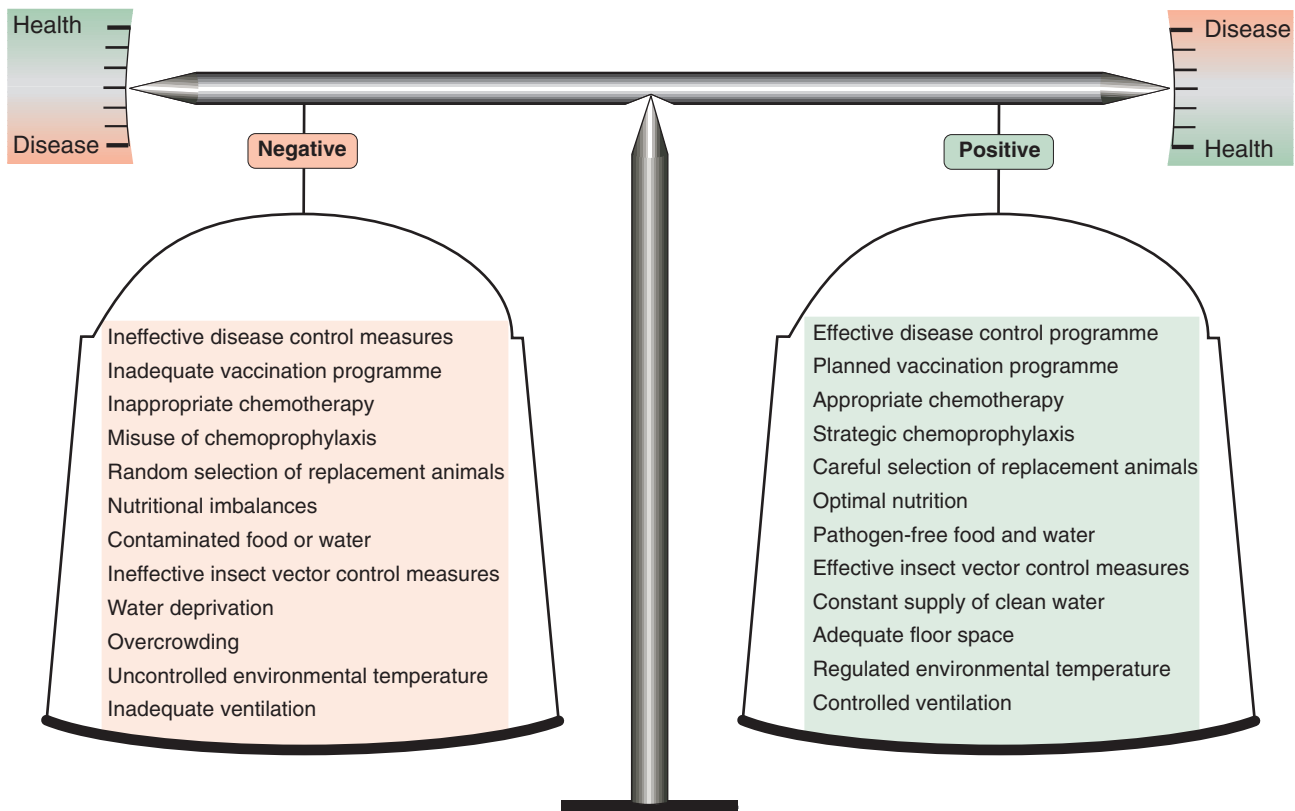 Health
Disease
Negative
Ineffective disease control measures
Inadequate vaccination programme
Inappropriate chemotherapy
Misuse of chemoprophylaxis
Random selection of replacement animals
Nutritional imbalances
Contaminated food or water
Ineffective insect vector control measures
Water deprivation
Overcrowding
Uncontrolled environmental temperature
Inadequate ventilation
Disease
Health
Positive
Effective disease control programme
Planned vaccination programme
Appropriate chemotherapy
Strategic chemoprophylaxis
Careful selection of replacement animals
Optimal nutrition
Pathogen-free food and water
Effective insect vector control measures
Constant supply of clean water
Adequate floor space
Regulated environmental temperature
Controlled ventilation